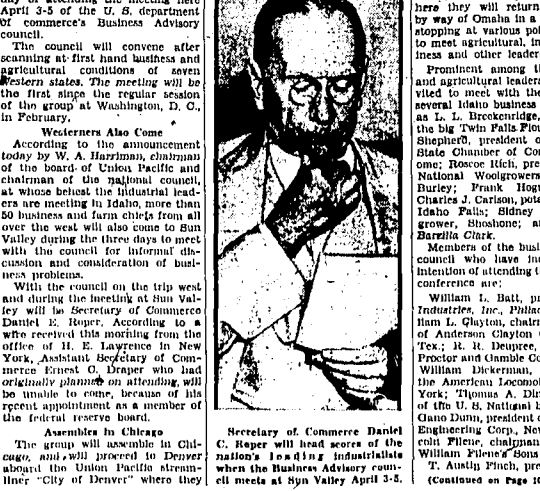 April 3-5 of the U. S. department
of commerce's Business Advisory
council.
The council will convene after
scanning at first hand business and
agricultural conditions of seven
Western states. The meeting will be
the first since the regular session
of the group at Washington, D. C.,
in February.
Westerners Also Come
According to the announcement
today by W. A. Harriman, chairman
of the board of Union Pacific and
chairman of the national council,
at whose behest the industrial lead-
ers are meeting in Idaho, more than
50 business and farm chiefs from all
over the west will also come to Sun
Valley during the three days to meet
with the council for informal dis-
cussion and consideration of busi-
ness problems.
With the council on the trip west
and during the meeting at Sun Val-
ley will be Secretary of Commerce
Daniel E. Roper. According to a
wire received this morning from the
office of H. E. Lawrence in New
York, Assistant Secretary of Com-
merce Ernest G. Draper who had
originally planned on attending, will
be unable to come, because of his
recent appointment as a member of
the federal reserve board.
Assembles in Chicago
The group will assemble in Chi-
cago, and will proceed to Denver
aboard the Union Pacific stream-
liner "City of Denver" where they
Secretary of Commerce Daniel
C. Roper will head scores of the
nation's leading industrialists
when the Business Advisory coun-
cil meets at Sun Valley April 3-5.
here they will return
by way of Omaha in a
stopping at various poi
to meet agricultural, in
iness and other leader
Prominent among th
and agricultural leader
vited to meet with the
several Idaho business
as L. L. Breckenridge,
the big Twin Falls Flou
Shepherd, president o
State Chamber of Co
ome; Roscoe Rich, pre
National Woolgrowers
Burley; Frank Hog
Charles J. Carlson, pota
Idaho Falls; Sidney
grower, Shoshone; a
Barzilla Clark.
Members of the busi
council who have in
intention of attending t
conference are:
William L. Batt, p
Industries, Inc., Phila
liam L. Clayton, chair
of Anderson Clayton
Tex.; R. R. Deupree,
Proctor and Gamble Co
William Dickerman,
the American Locomo
York; Thomas A. Di
of the U. S. National b
Gano Dunn, president
Engineering Corp., Ne
coln Filene, chairman
William Filene's Sons
T. Austin Finch, pre
(Continued on Page 10